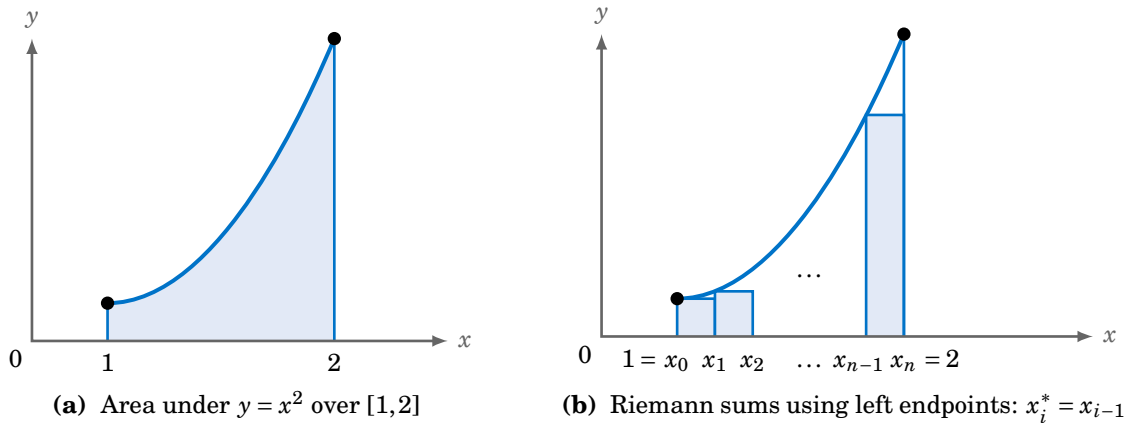 y
x
0
1
2
(a) Area under y = x² over [1,2]
y
x
...
0
1 = x₀ x₁ x₂ ... xₙ₋₁ xₙ = 2
(b) Riemann sums using left endpoints: xᵢ* = xᵢ₋₁